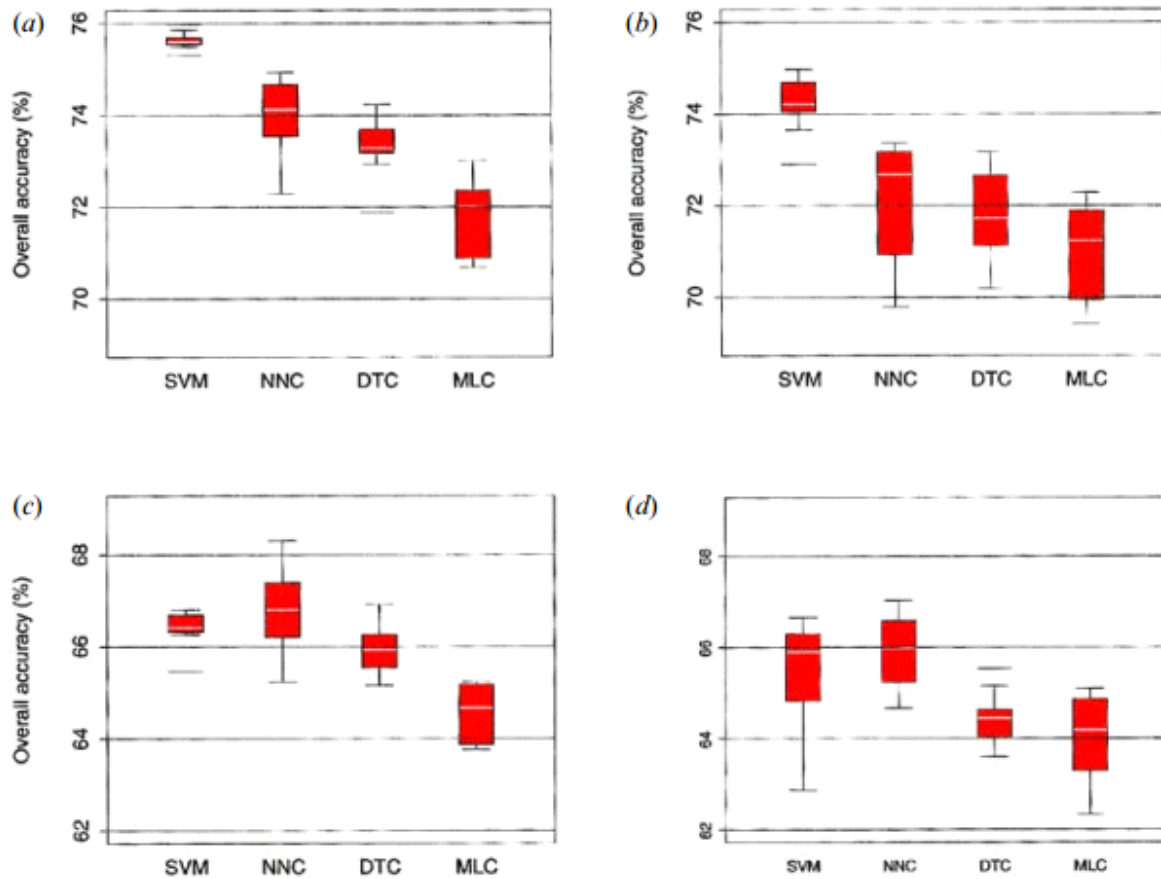 (a)
Overall accuracy (%)
76
74
72
70
SVM NNC DTC MLC
(b)
Overall accuracy (%)
76
74
72
70
SVM NNC DTC MLC
(c)
Overall accuracy (%)
68
66
64
62
SVM NNC DTC MLC
(d)
68
66
64
62
SVM NNC DTC MLC